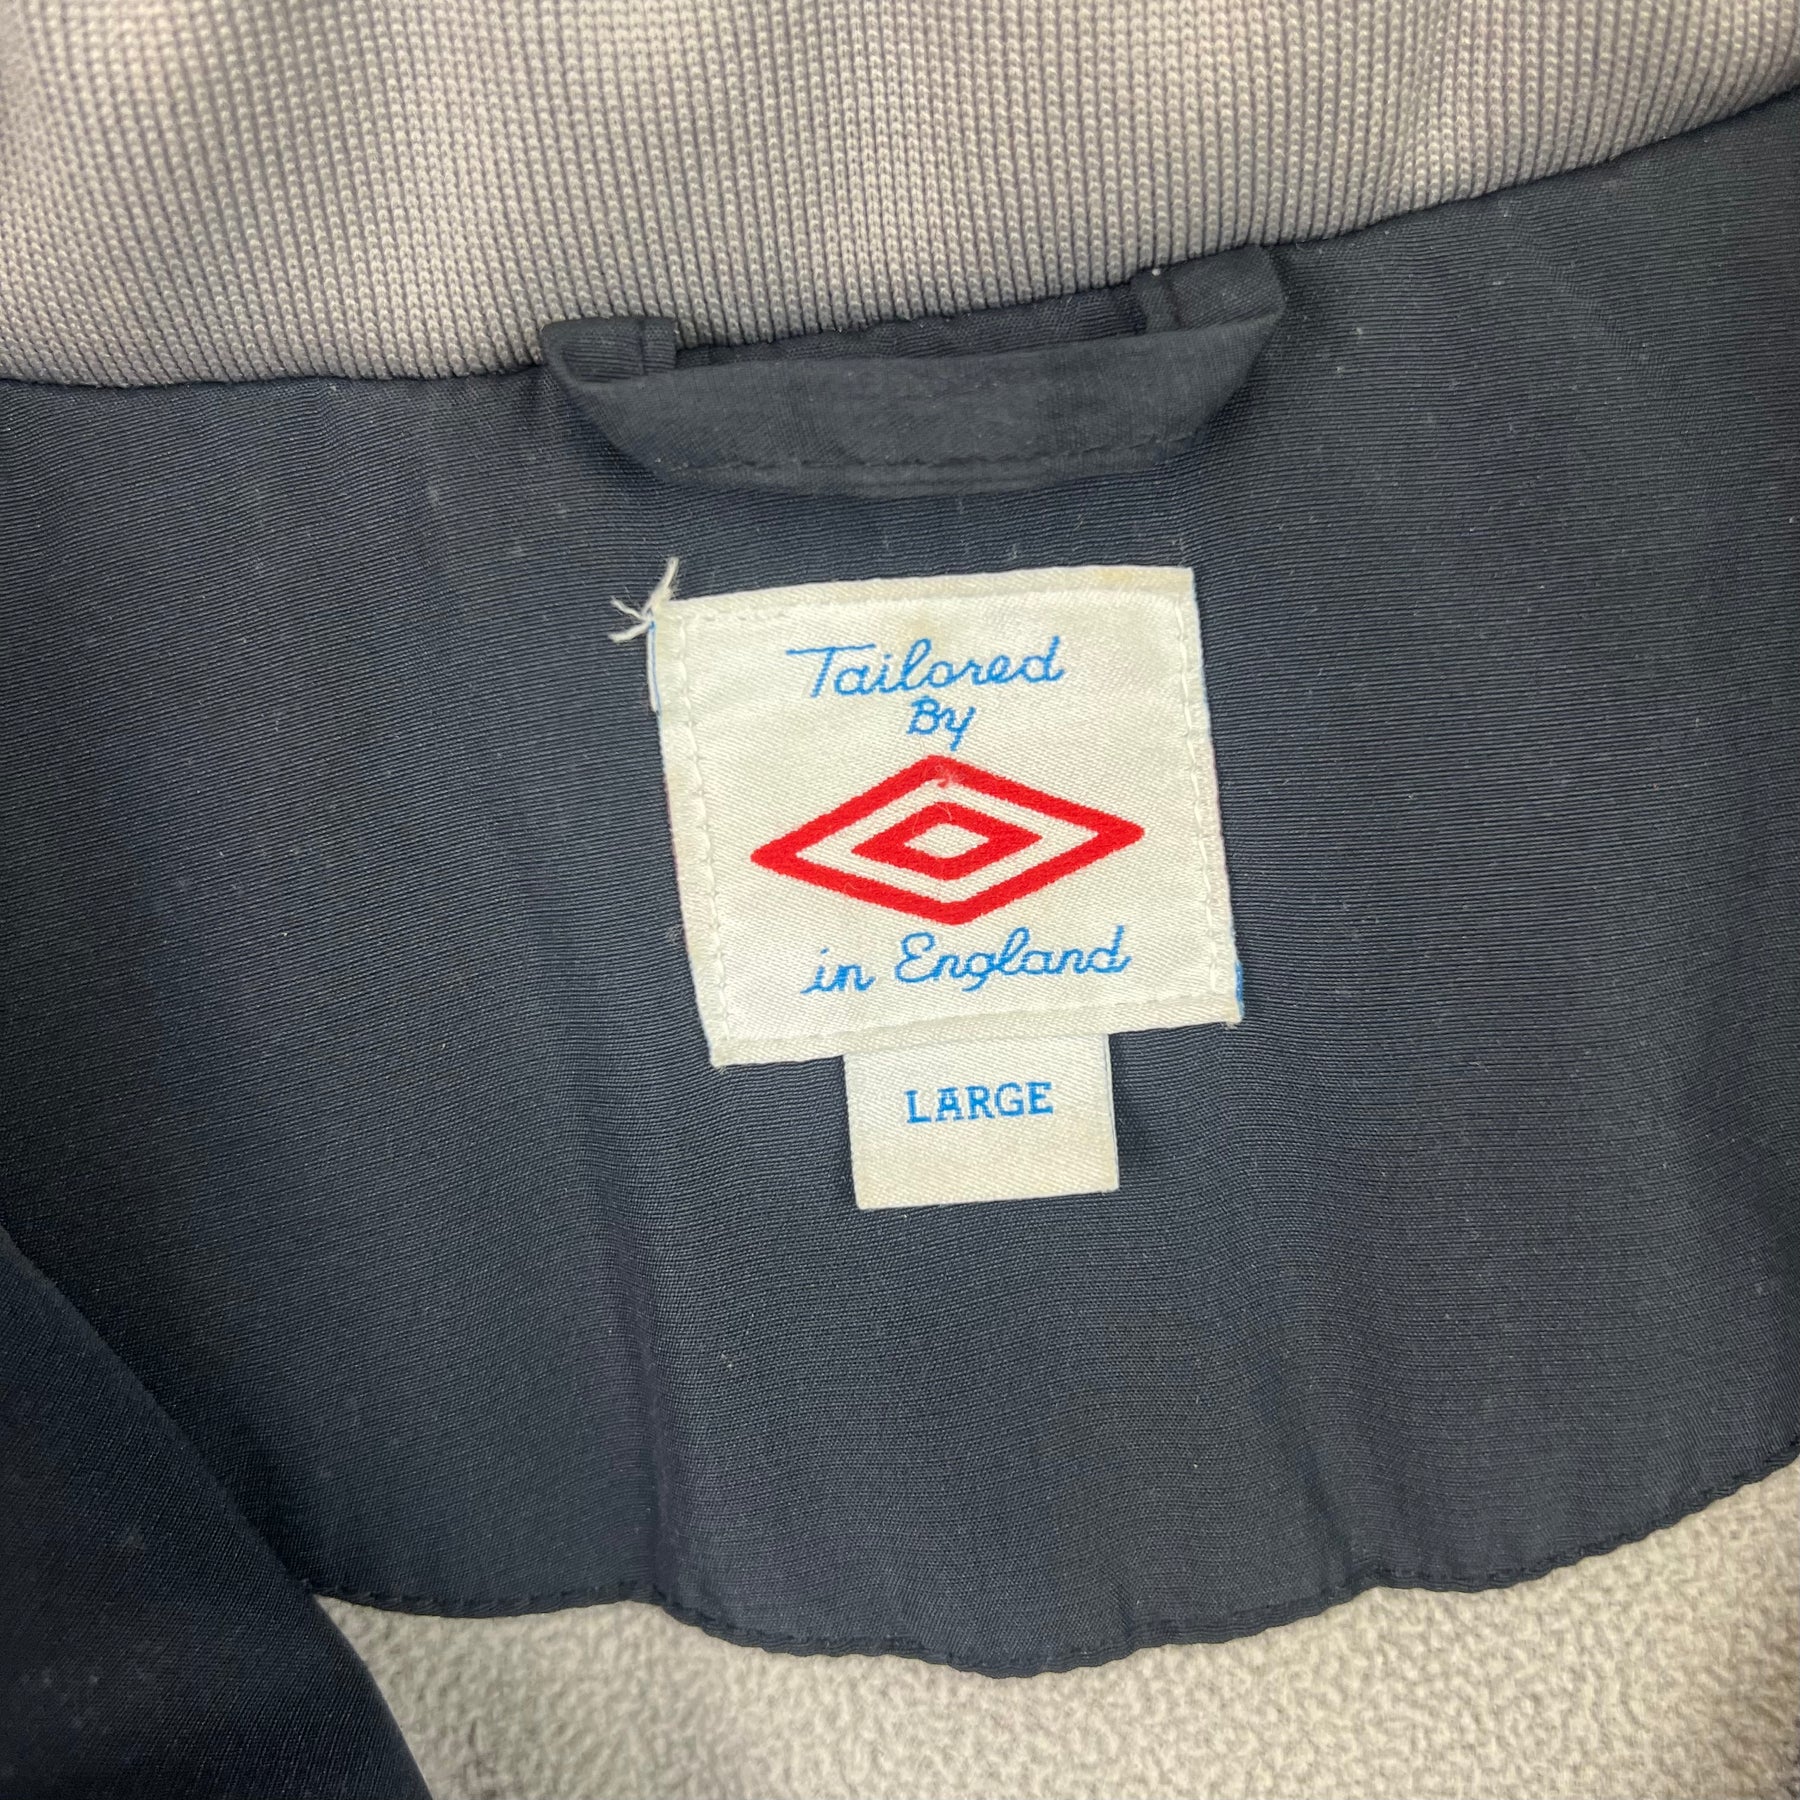 Tailored
By
in England
LARGE